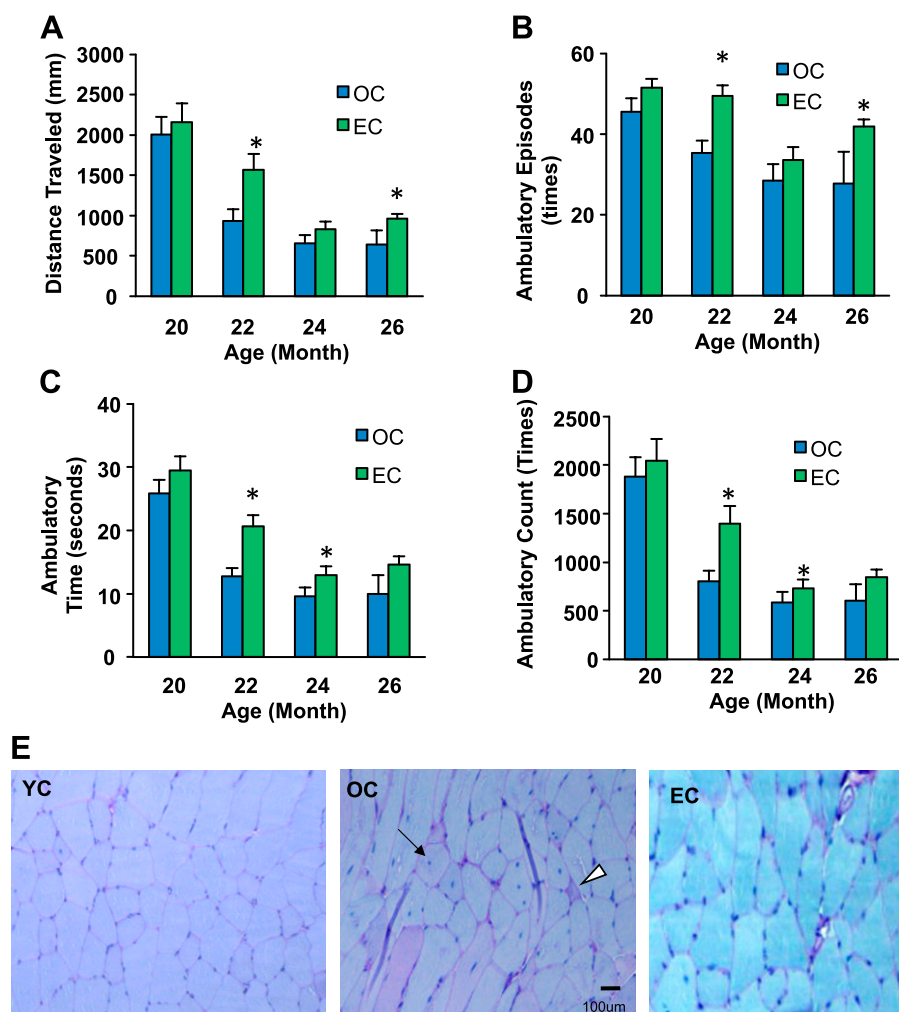 A
Distance Traveled (mm)
3000
2500
2000
1500
1000
500
0
OC
EC
*
*
20 22 24 26
Age (Month)
B
Ambulatory Episodes
(times)
60
40
20
0
OC
EC
*
*
20 22 24 26
Age (Month)
C
Ambulatory
Time (seconds)
40
30
20
10
0
OC
EC
*
*
20 22 24 26
Age (Month)
D
Ambulatory Count (Times)
2500
2000
1500
1000
500
0
OC
EC
*
*
20 22 24 26
Age (Month)
E
YC
OC
100um
EC